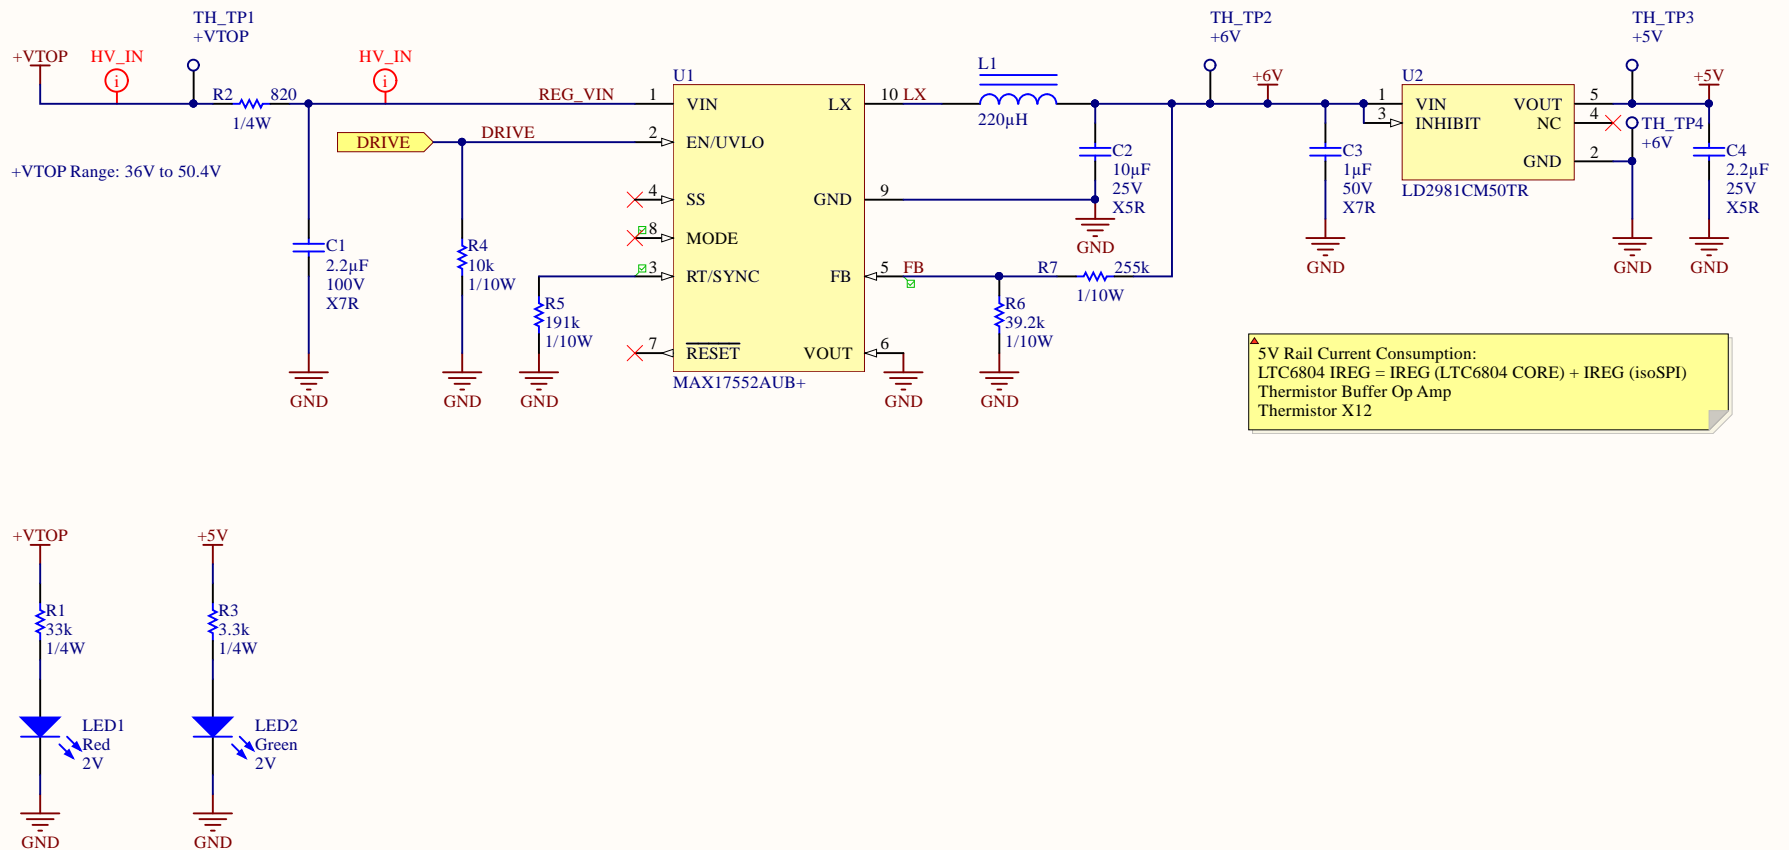 TH_TP1
+VTOP
TH_TP2
+6V
TH_TP3
+5V
+VTOP
HV_IN
i
HV_IN
i
R2 820
1/4W
REG_VIN
DRIVE
DRIVE
+VTOP Range: 36V to 50.4V
C1
2.2µF
100V
X7R
GND
R4
10k
1/10W
GND
R5
191k
1/10W
GND
U1
1 VIN
2 EN/UVLO
4 SS
8 MODE
3 RT/SYNC
7 RESET
LX 10 LX
GND 9
FB 5 FB
VOUT 6
MAX17552AUB+
GND
L1
220µH
C2
10µF
25V
X5R
GND
R7 255k
1/10W
R6
39.2k
1/10W
GND
+6V
C3
1µF
50V
X7R
GND
U2
1 VIN
3 INHIBIT
VOUT 5
NC 4
GND 2
LD2981CM50TR
TH_TP4
+6V
GND
+5V
C4
2.2µF
25V
X5R
GND
5V Rail Current Consumption:
LTC6804 IREG = IREG (LTC6804 CORE) + IREG (isoSPI)
Thermistor Buffer Op Amp
Thermistor X12
+VTOP
R1
33k
1/4W
LED1
Red
2V
GND
+5V
R3
3.3k
1/4W
LED2
Green
2V
GND